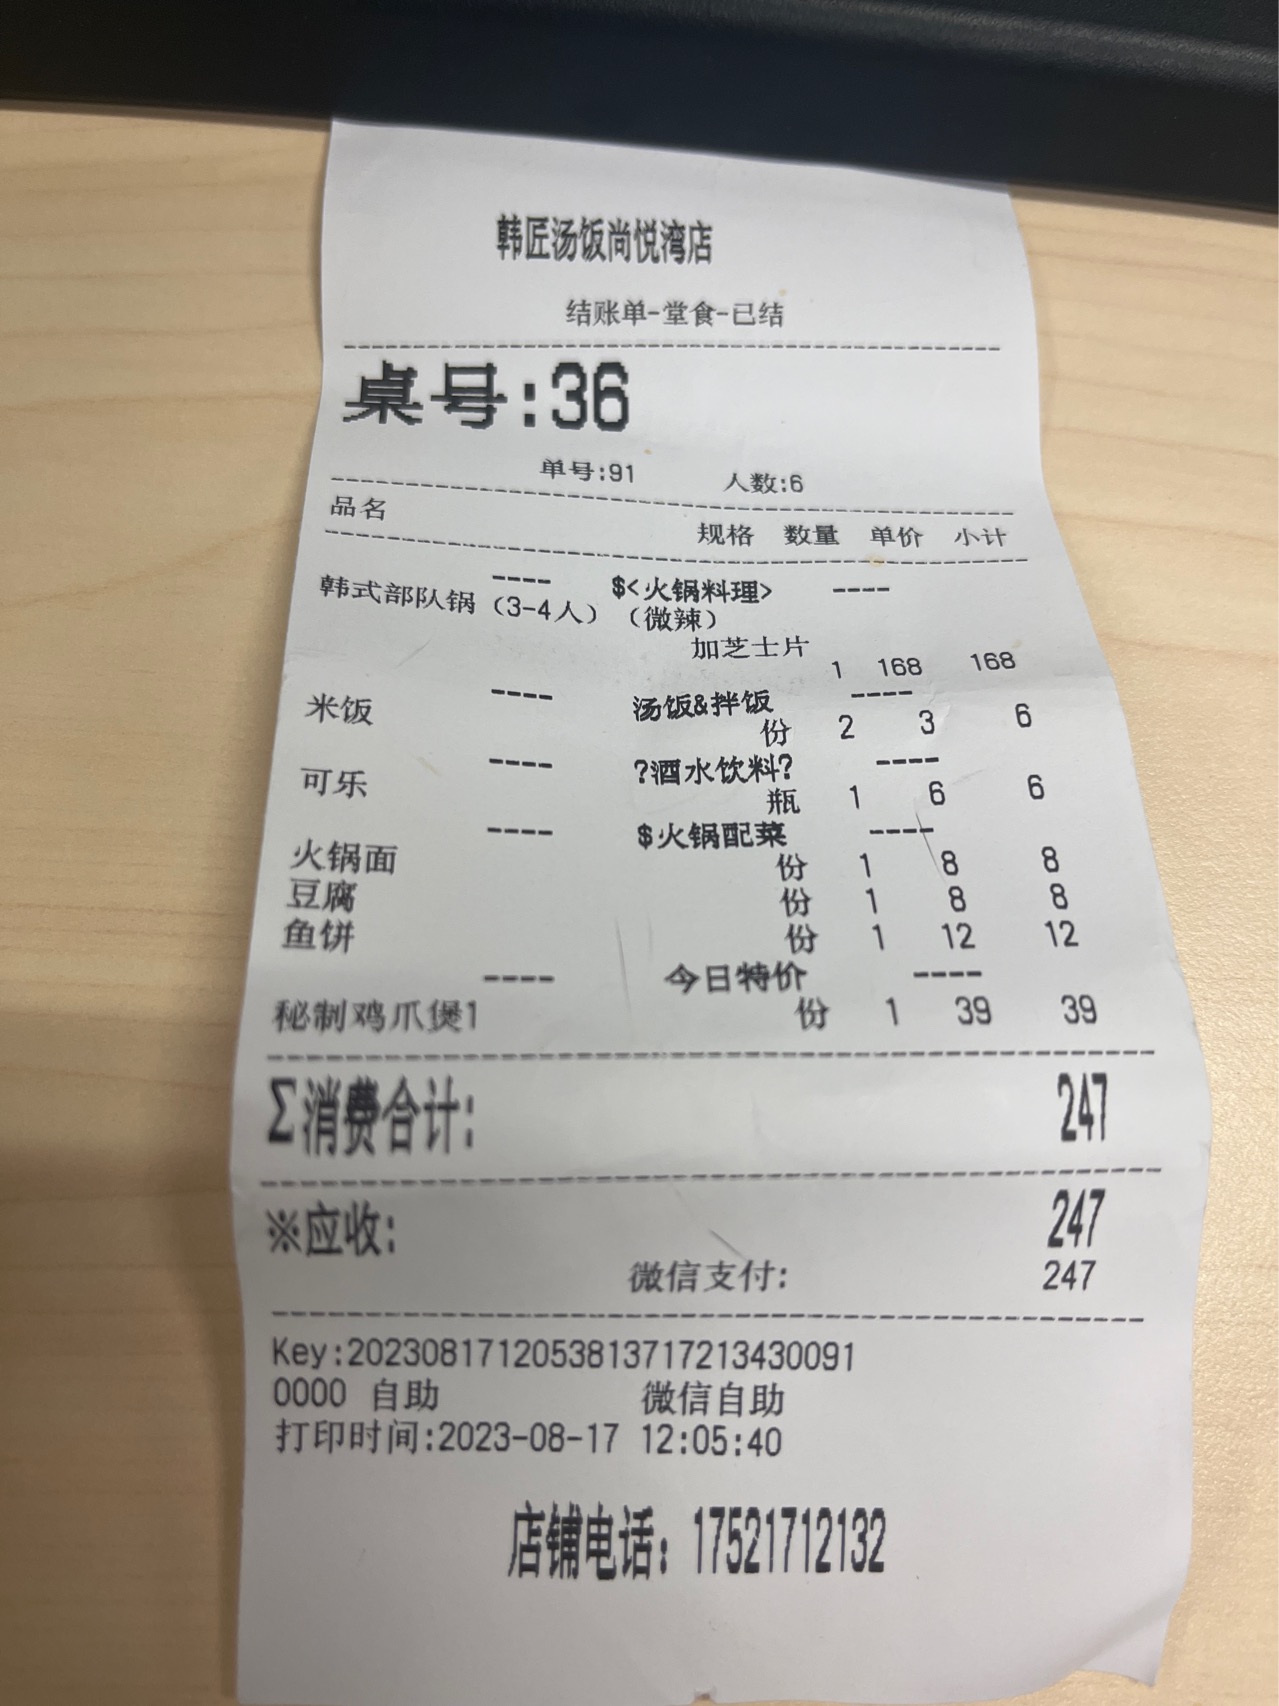 韩匠汤饭尚悦湾店
结账单-堂食-已结
桌号:36
单号:91 人数:6
品名 规格 数量 单价 小计
---- $<火锅料理> ----
韩式部队锅（3-4人）（微辣）
加芝士片 1 168 168
---- 汤饭&拌饭 ----
米饭 份 2 3 6
---- ?酒水饮料? ----
可乐 瓶 1 6 6
---- $火锅配菜 ----
火锅面 份 1 8 8
豆腐 份 1 8 8
鱼饼 份 1 12 12
---- 今日特价 ----
秘制鸡爪煲1 份 1 39 39
Σ消费合计: 247
※应收: 247
微信支付: 247
Key:2023081712053813717213430091
0000 自助 微信自助
打印时间:2023-08-17 12:05:40
店铺电话：17521712132